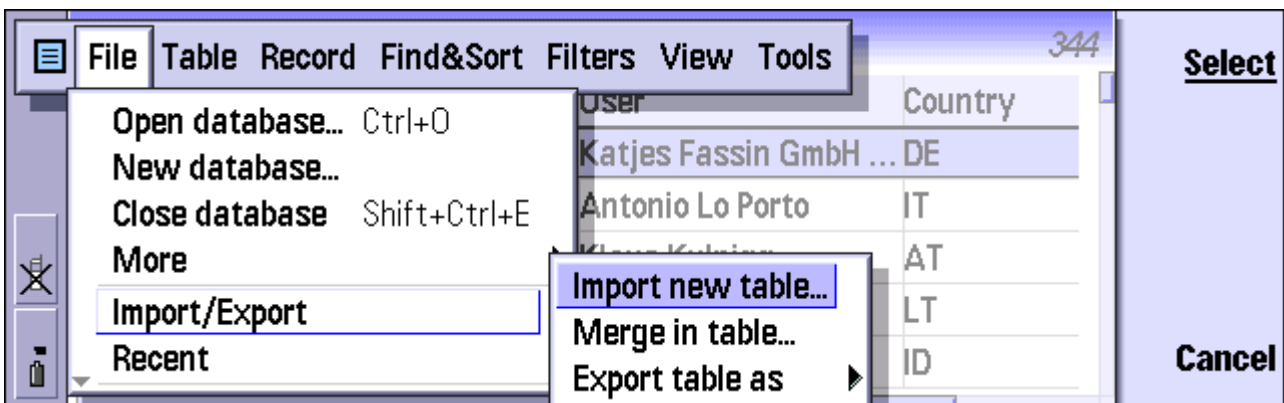 File Table Record Find&Sort Filters View Tools
344
Select
User Country
Open database... Ctrl+O
New database...
Close database Shift+Ctrl+E
More
Import/Export
Recent
Katjes Fassin GmbH ... DE
Antonio Lo Porto IT
AT
LT
ID
Import new table...
Merge in table...
Export table as
Cancel